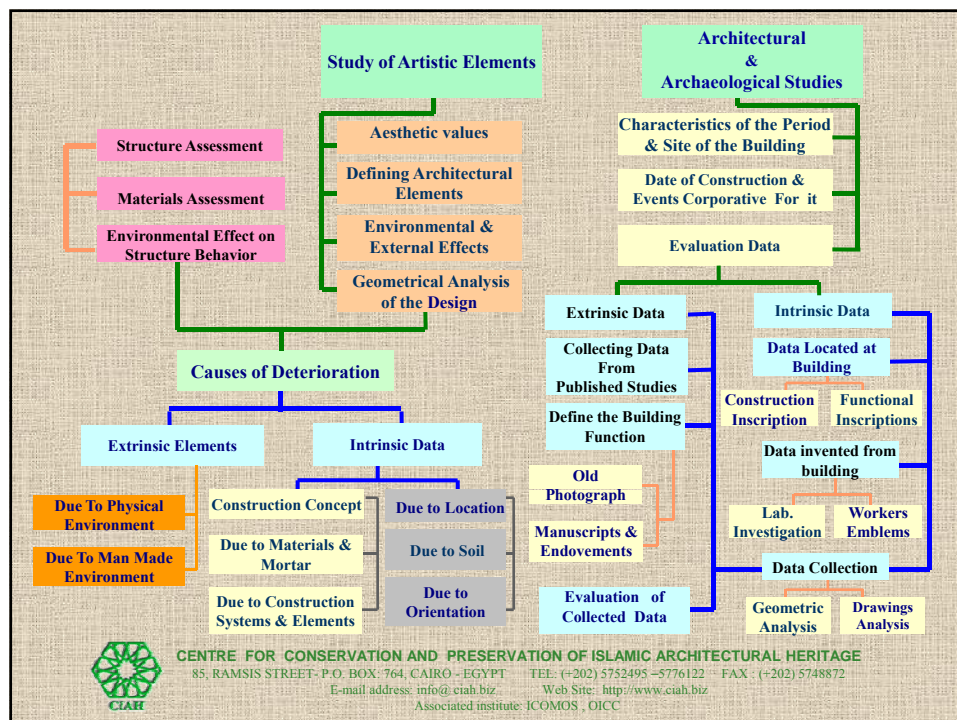 Study of Artistic Elements
Aesthetic values
Defining Architectural
Elements
Environmental &
External Effects
Geometrical Analysis
of the Design
Structure Assessment
Materials Assessment
Environmental Effect on
Structure Behavior
Causes of Deterioration
Extrinsic Elements
Due To Physical
Environment
Due To Man Made
Environment
Intrinsic Data
Construction Concept
Due to Materials &
Mortar
Due to Construction
Systems & Elements
Due to Location
Due to Soil
Due to
Orientation
Architectural
&
Archaeological Studies
Characteristics of the Period
& Site of the Building
Date of Construction &
Events Corporative For it
Evaluation Data
Extrinsic Data
Collecting Data
From
Published Studies
Define the Building
Function
Old
Photograph
Manuscripts &
Endovements
Evaluation of
Collected Data
Intrinsic Data
Data Located at
Building
Construction
Inscription
Functional
Inscriptions
Data invented from
building
Lab.
Investigation
Workers
Emblems
Data Collection
Geometric
Analysis
Drawings
Analysis
CIAH
CENTRE FOR CONSERVATION AND PRESERVATION OF ISLAMIC ARCHITECTURAL HERITAGE
85, RAMSIS STREET- P.O. BOX: 764, CAIRO - EGYPT TEL: (+202) 5752495 –5776122 FAX : (+202) 5748872
E-mail address: info@ ciah.biz Web Site: http://www.ciah.biz
Associated institute: ICOMOS , OICC